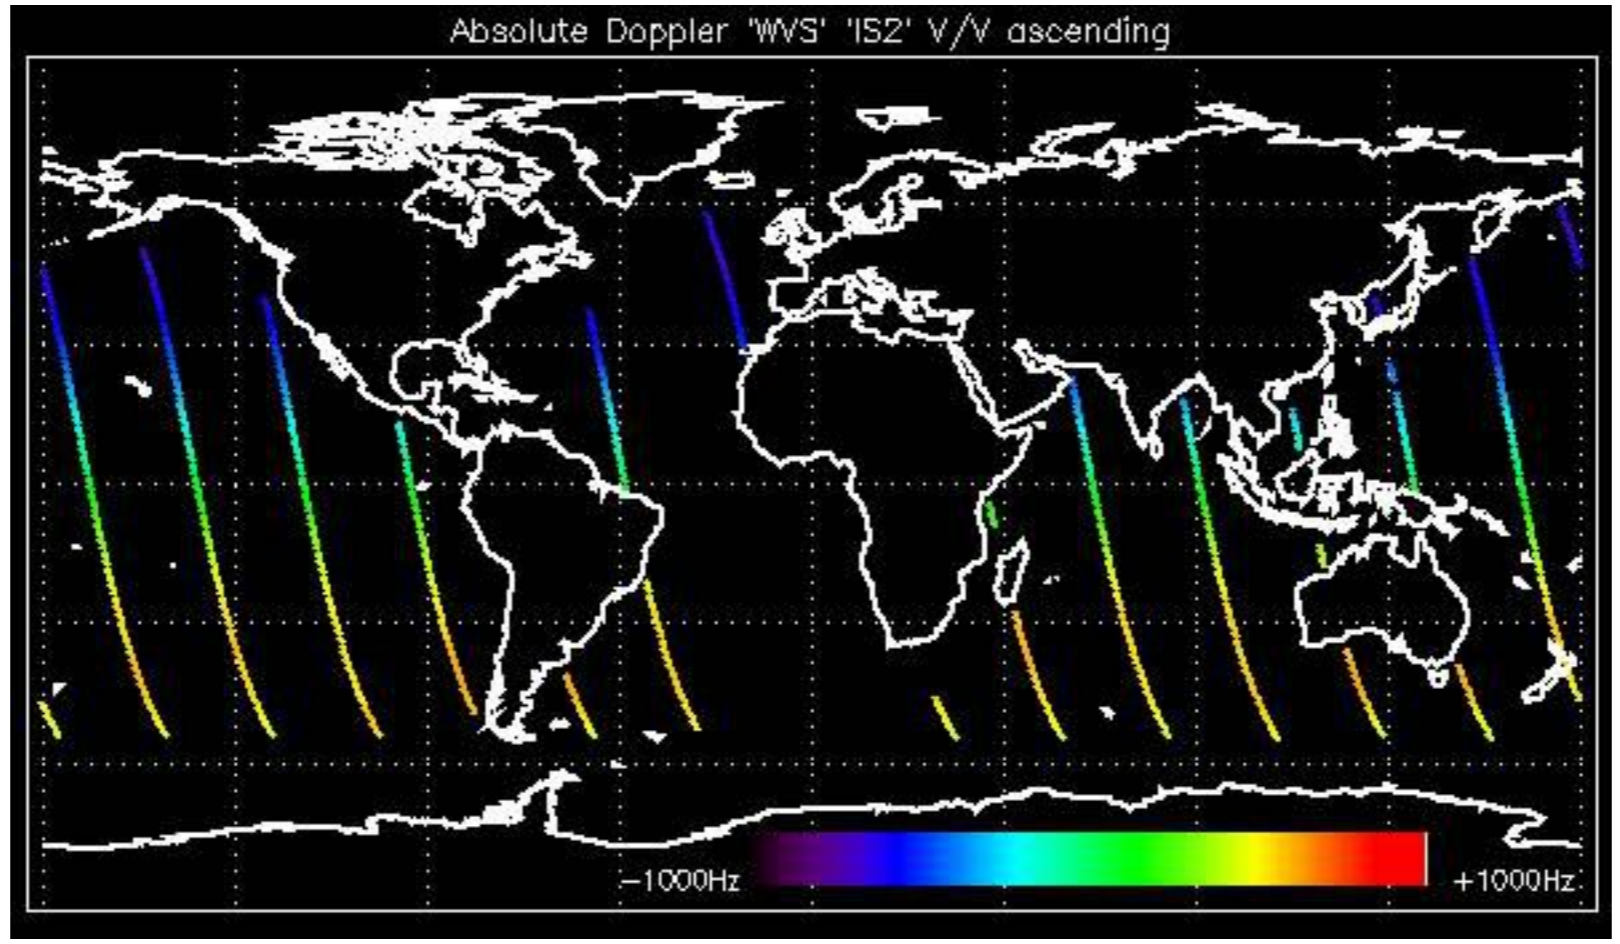 Absolute Doppler 'WVS' 'IS2' V/V ascending
−1000Hz +1000Hz